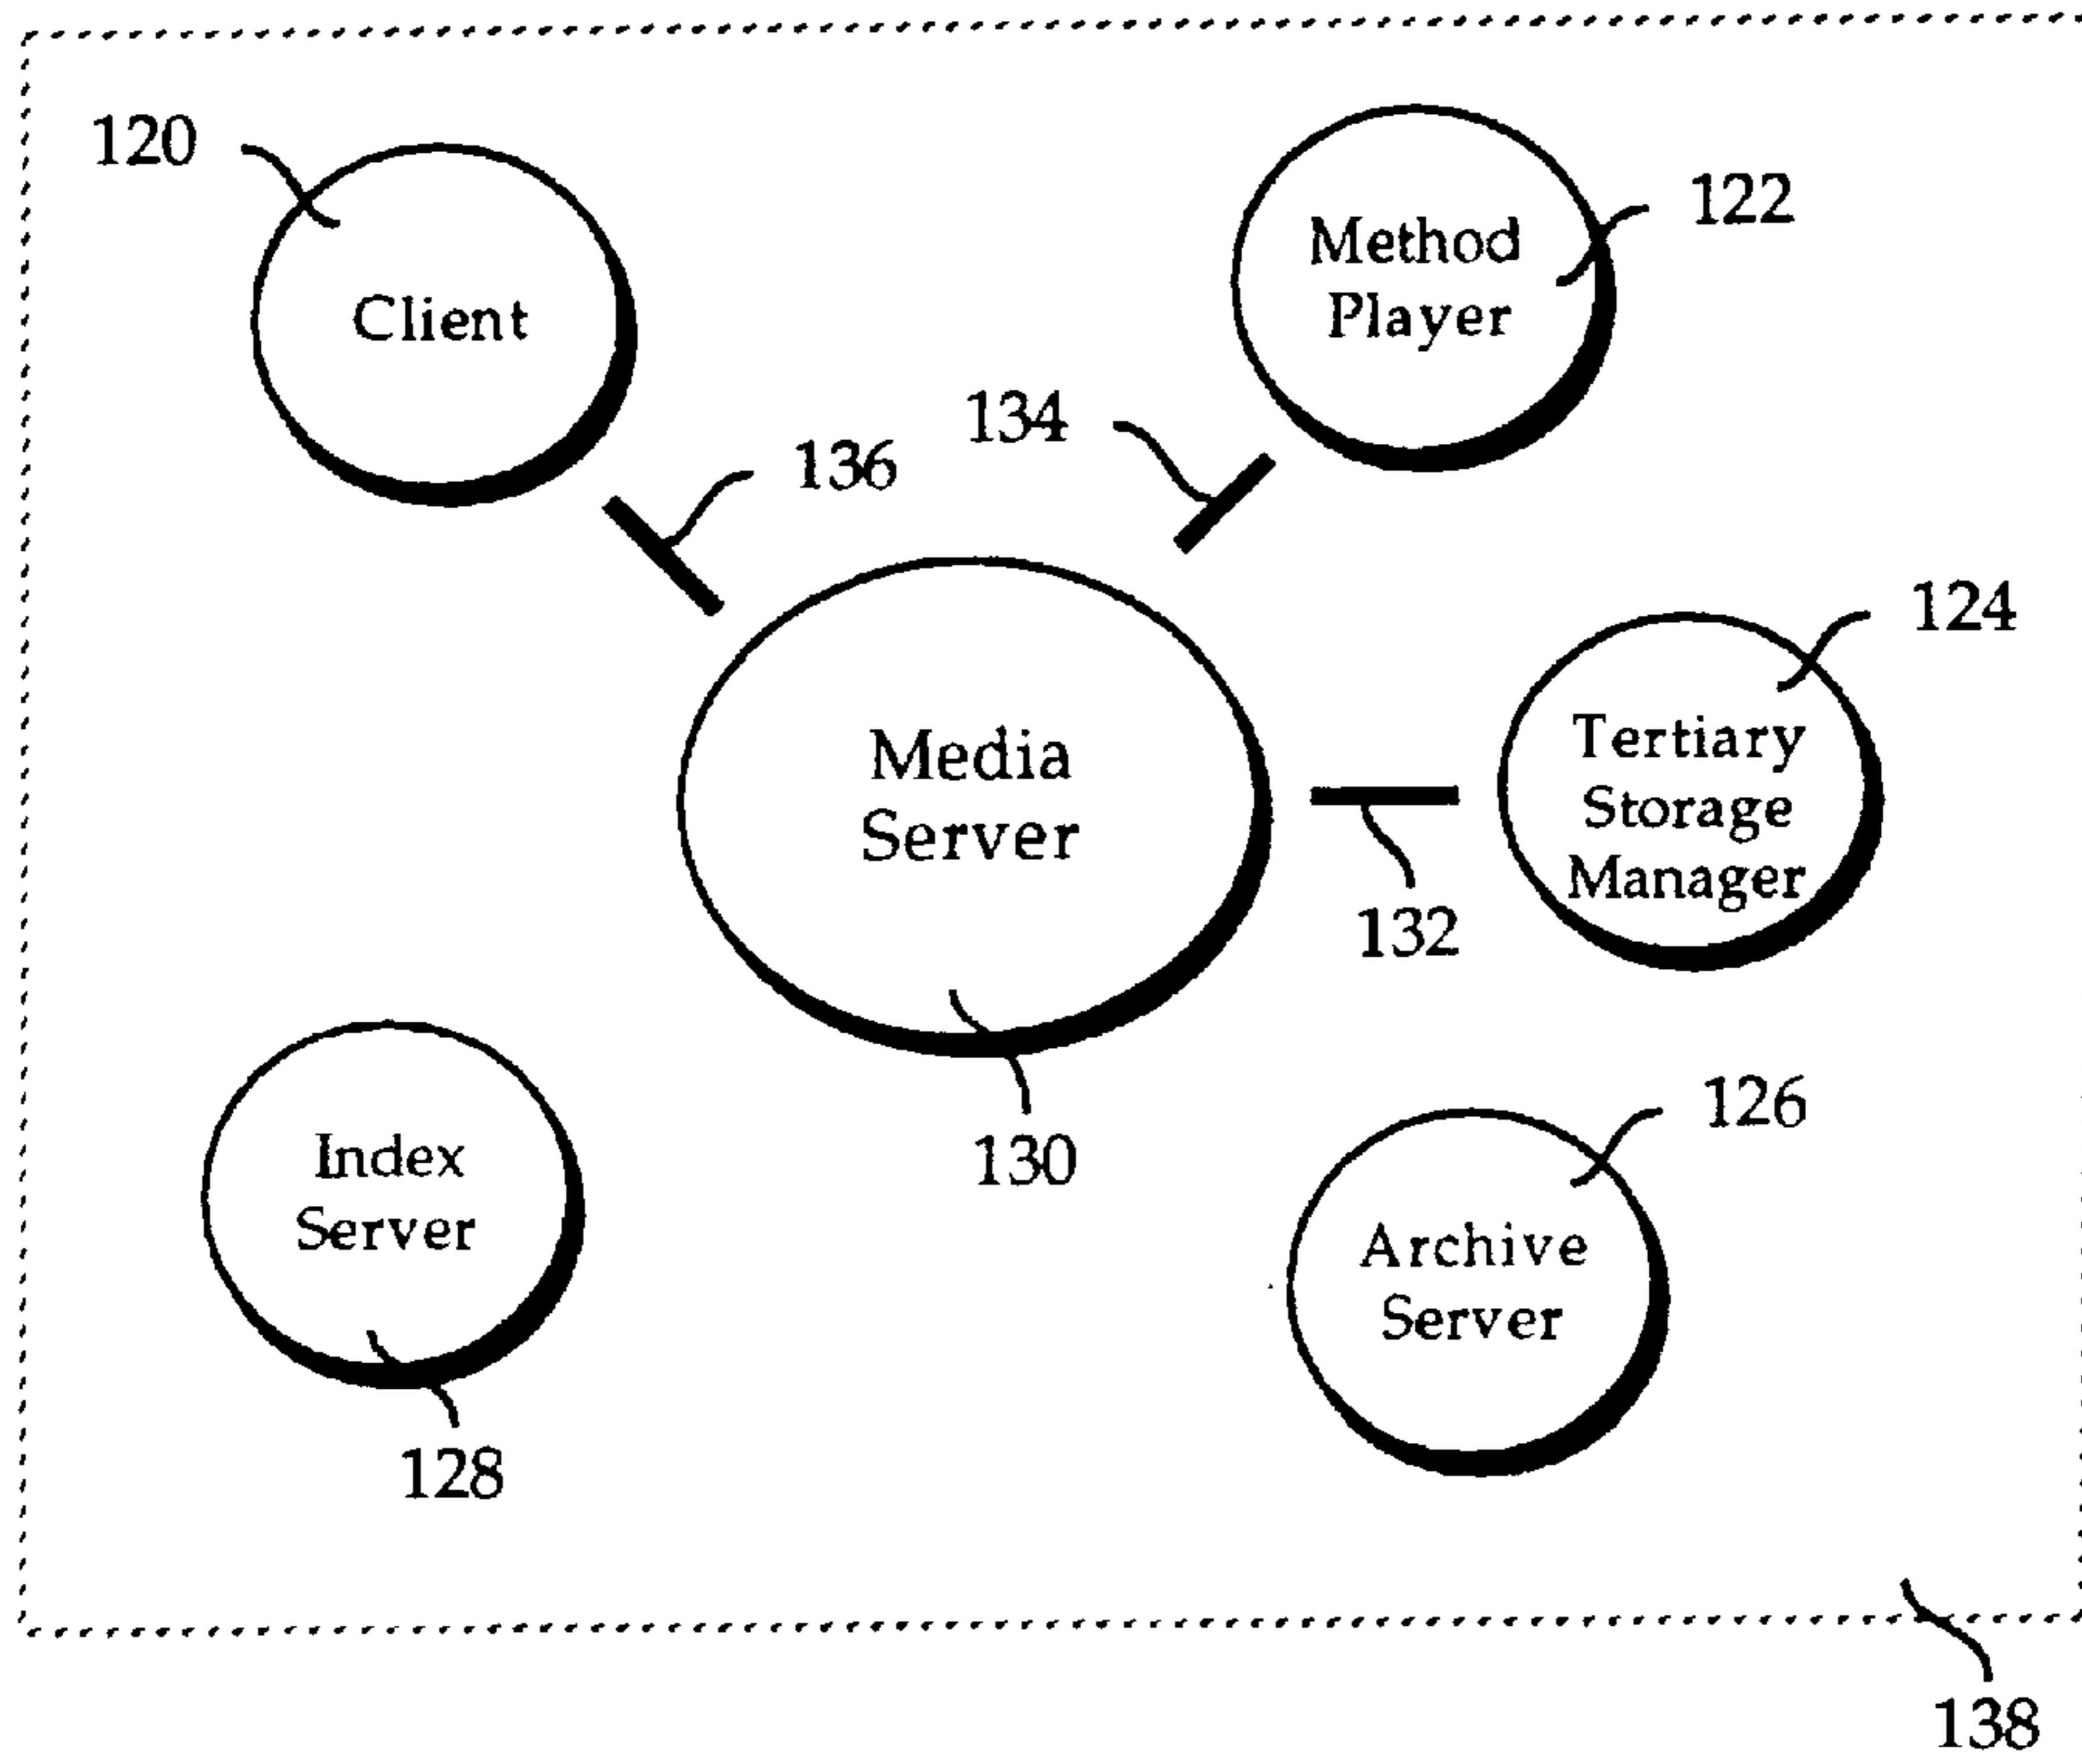 120
Client
Method
Player
122
134
136
124
Media
Server
Tertiary
Storage
Manager
132
126
130
Index
Server
Archive
Server
128
138